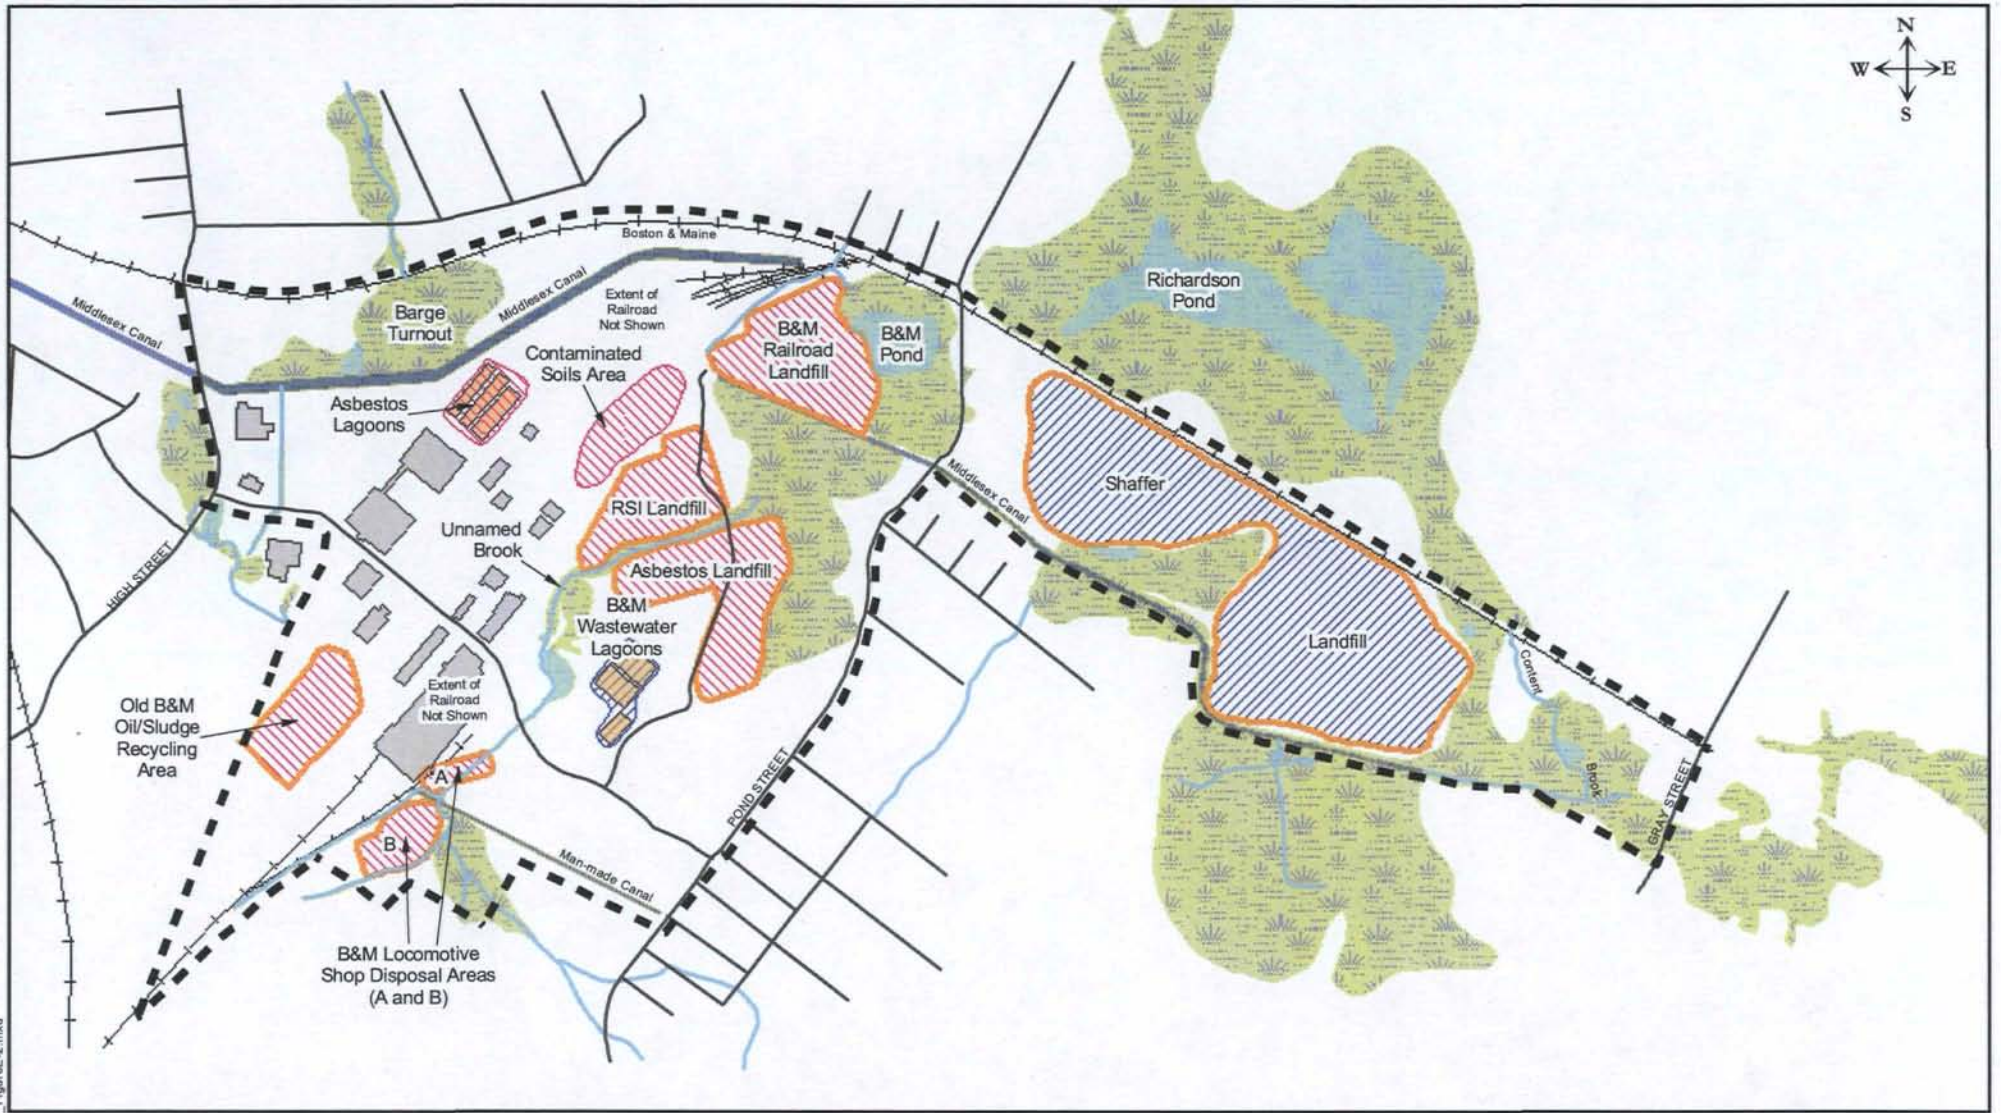 N
W E
S
Boston & Maine
Middlesex Canal
Middlesex Canal
Barge
Turnout
Extent of
Railroad
Not Shown
Richardson
Pond
B&M
Railroad
Landfill
B&M
Pond
Contaminated
Soils Area
Asbestos
Lagoons
Middlesex Canal
Shaffer
RSI Landfill
Unnamed
Brook
Asbestos Landfill
HIGH STREET
B&M
Wastewater
Lagoons
Landfill
Content
Brook
Extent of
Railroad
Not Shown
Old B&M
Oil/Sludge
Recycling
Area
A
B
POND STREET
GRAY STREET
Man-made Canal
B&M Locomotive
Shop Disposal Areas
(A and B)